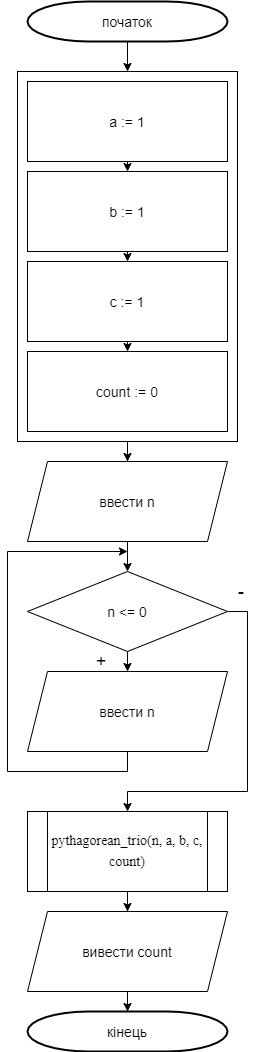 початок
a := 1
b := 1
c := 1
count := 0
ввести n
n <= 0
-
+
ввести n
pythagorean_trio(n, a, b, c,
count)
вивести count
кінець